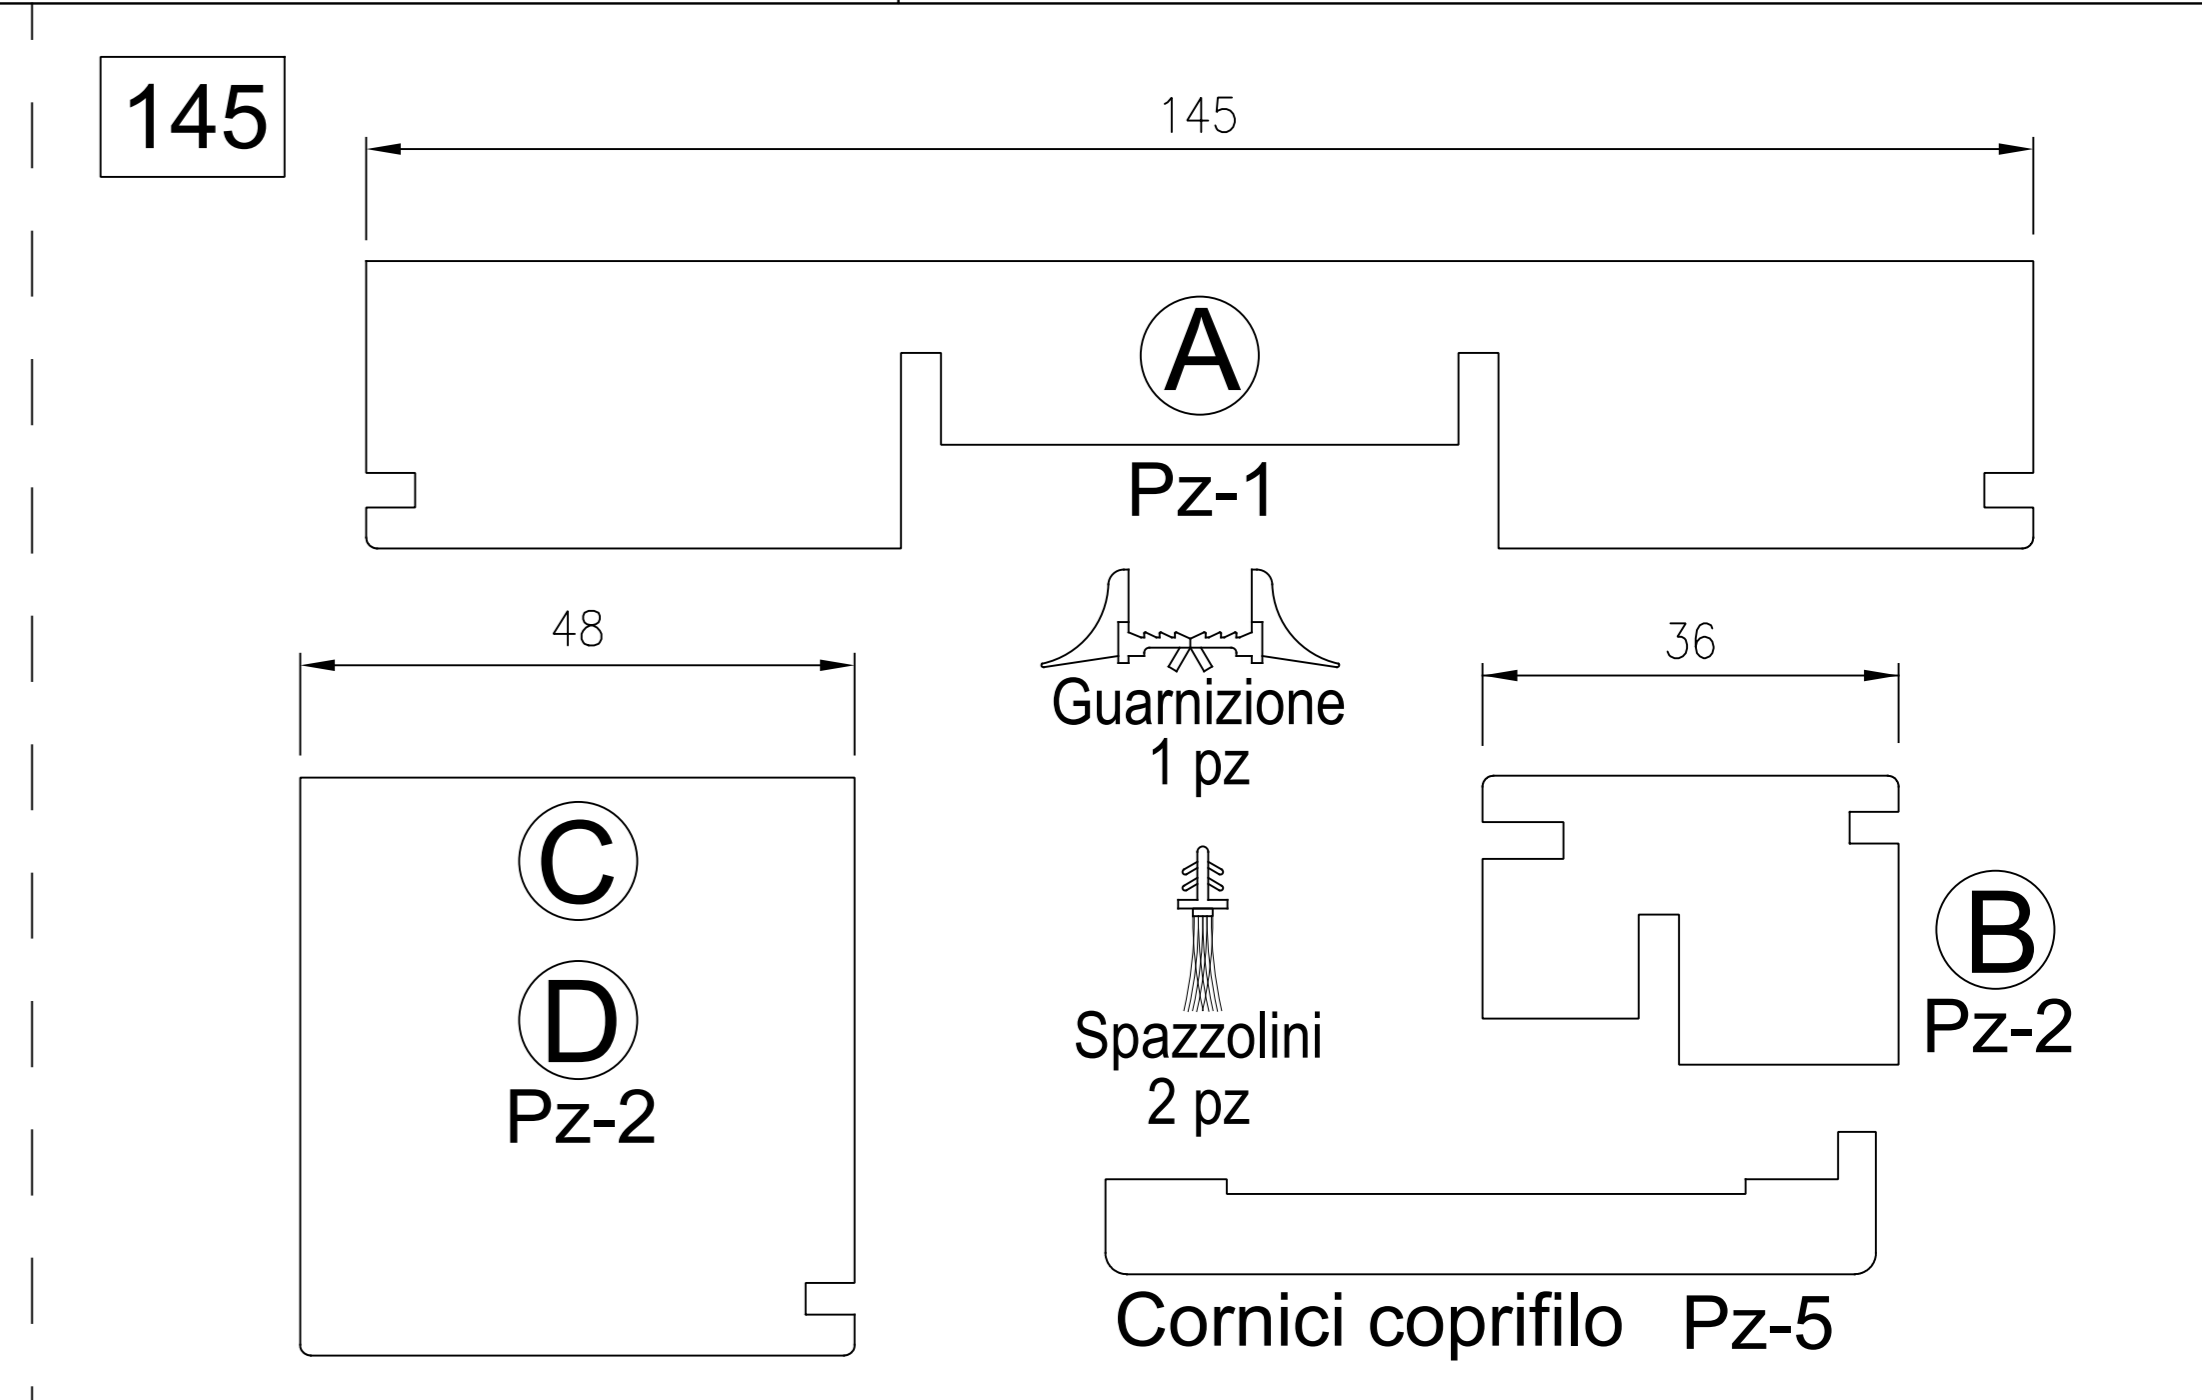 145
145
A
Pz-1
48
Guarnizione
1 pz
36
C
D
Pz-2
Spazzolini
2 pz
B
Pz-2
Cornici coprifilo Pz-5